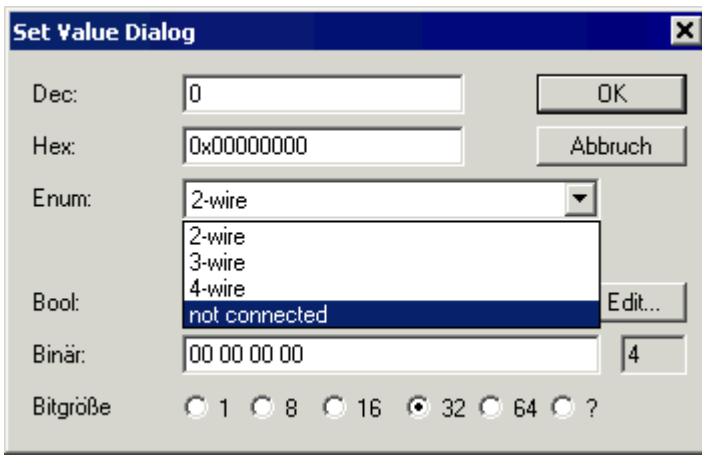 Set Value Dialog
Dec: 0 OK
Hex: 0x00000000 Abbruch
Enum: 2-wire
2-wire
3-wire
4-wire
not connected
Bool: Edit...
Binär: 00 00 00 00 4
Bitgröße 1 8 16 32 64 ?